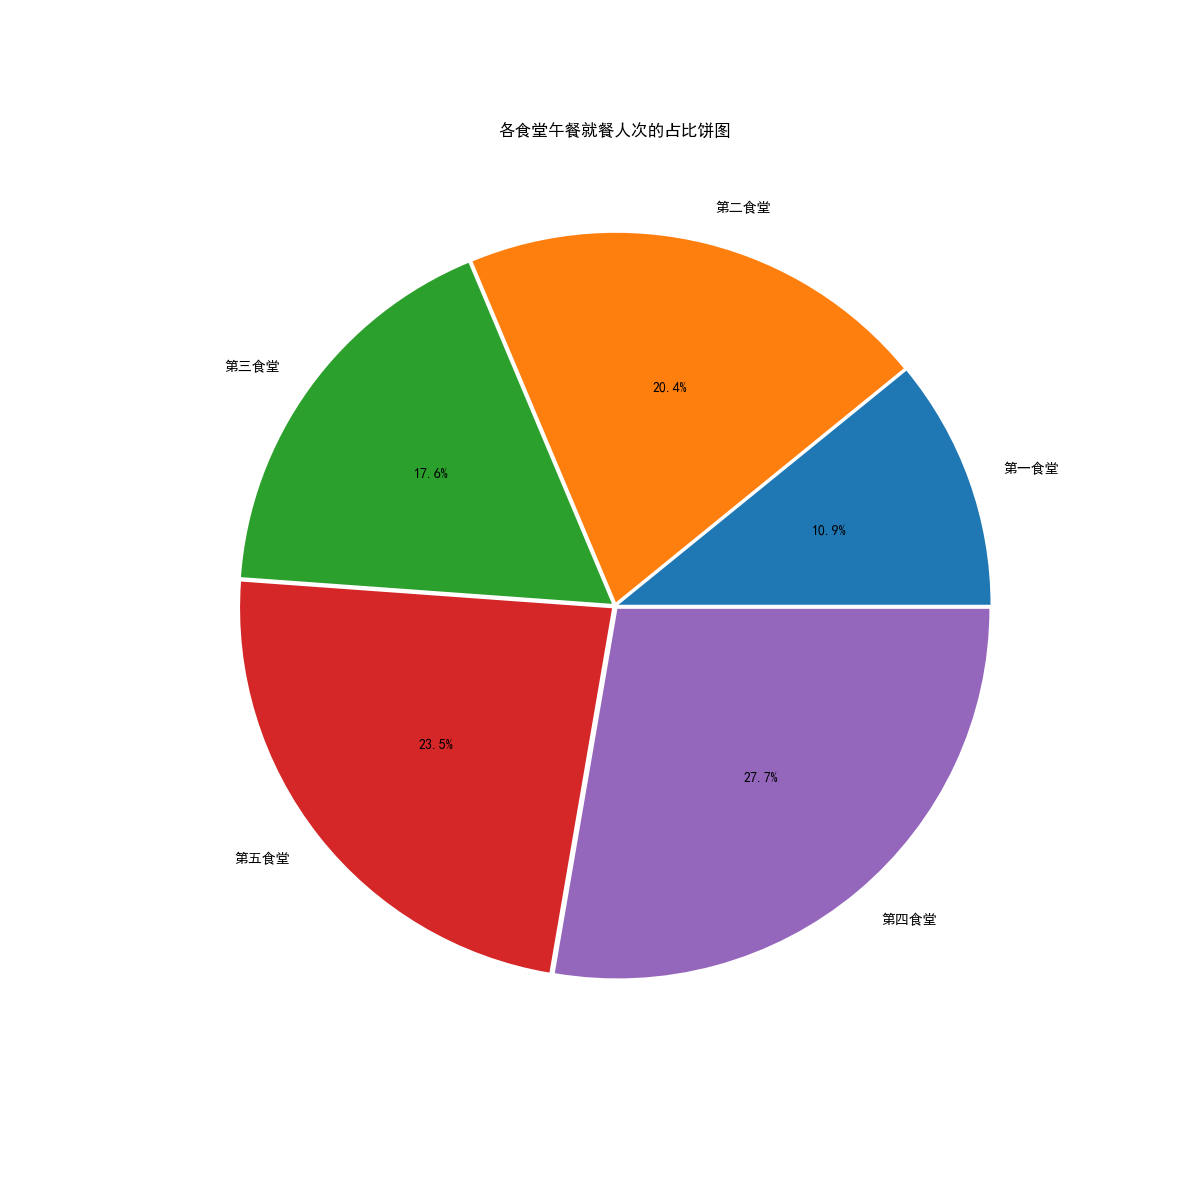 各食堂午餐就餐人次的占比饼图
第二食堂
第三食堂
20.4%
第一食堂
17.6%
10.9%
23.5%
27.7%
第五食堂
第四食堂